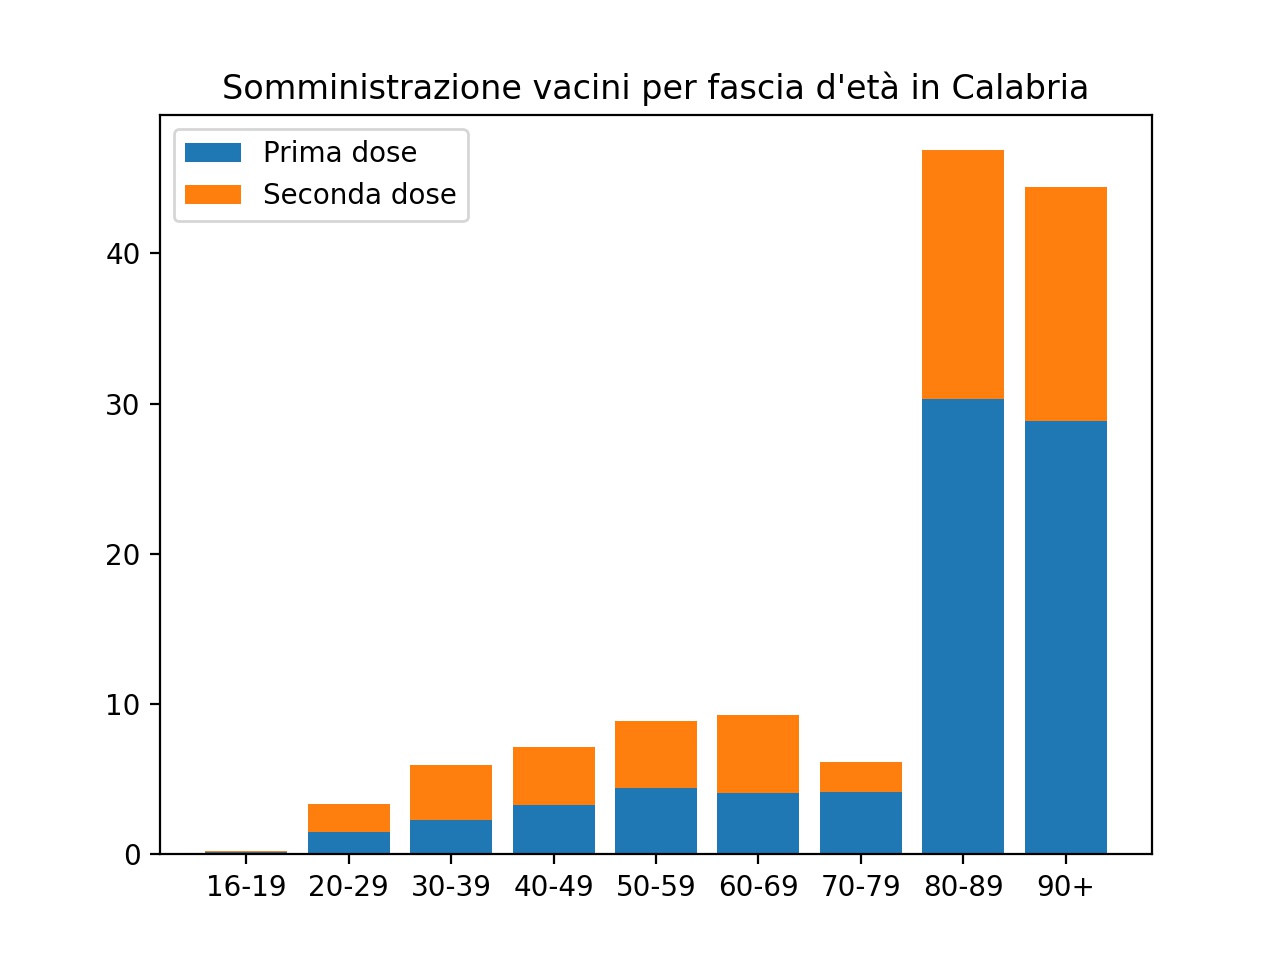 Somministrazione vacini per fascia d'età in Calabria
Prima dose
Seconda dose
40
30
20
10
0
16-19 20-29 30-39 40-49 50-59 60-69 70-79 80-89 90+